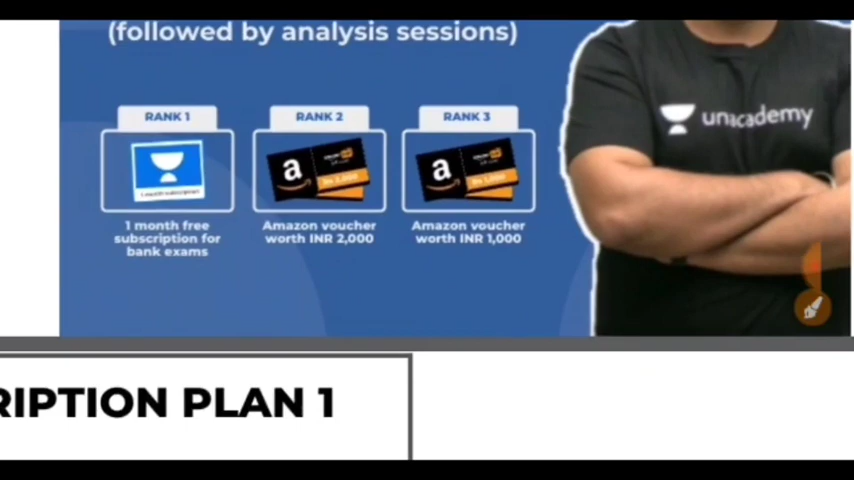 (followed by analysis sessions)
RANK 1
RANK 2
RANK 3
unacademy
a
a
1 month free
subscription for
bank exams
Amazon voucher
worth INR 2,000
Amazon voucher
worth INR 1,000
RIPTION PLAN 1